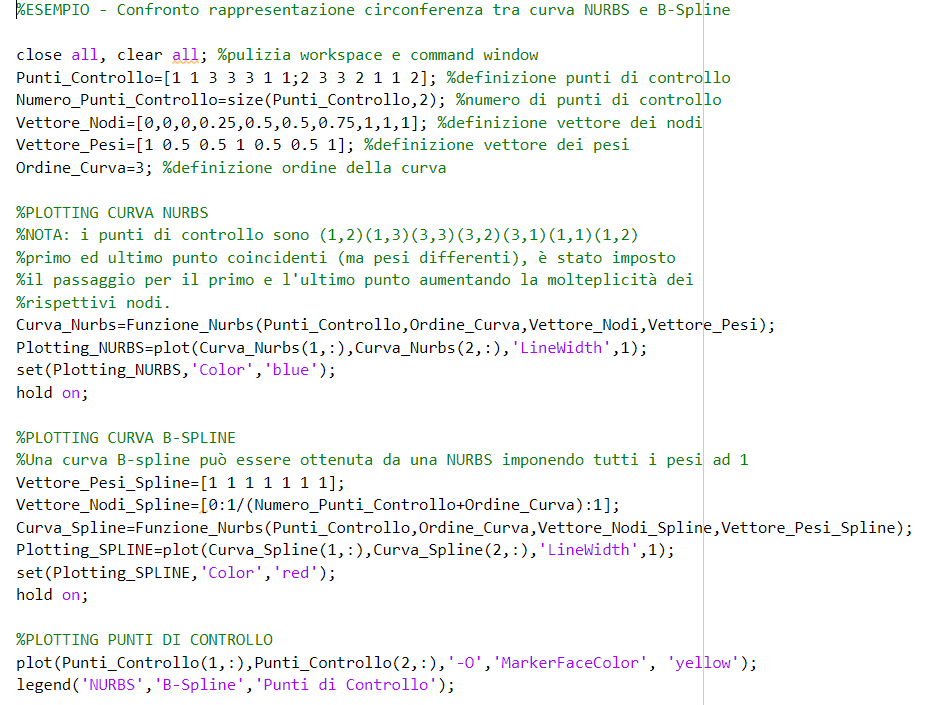 %ESEMPIO - Confronto rappresentazione circonferenza tra curva NURBS e B-Spline
close all, clear all; %pulizia workspace e command window
Punti_Controllo=[1 1 3 3 3 1 1;2 3 3 2 1 1 2]; %definizione punti di controllo
Numero_Punti_Controllo=size(Punti_Controllo,2); %numero di punti di controllo
Vettore_Nodi=[0,0,0,0.25,0.5,0.5,0.75,1,1,1]; %definizione vettore dei nodi
Vettore_Pesi=[1 0.5 0.5 1 0.5 0.5 1]; %definizione vettore dei pesi
Ordine_Curva=3; %definizione ordine della curva
%PLOTTING CURVA NURBS
%NOTA: i punti di controllo sono (1,2)(1,3)(3,3)(3,2)(3,1)(1,1)(1,2)
%primo ed ultimo punto coincidenti (ma pesi differenti), è stato imposto
%il passaggio per il primo e l'ultimo punto aumentando la molteplicità dei
%rispettivi nodi.
Curva_Nurbs=Funzione_Nurbs(Punti_Controllo,Ordine_Curva,Vettore_Nodi,Vettore_Pesi);
Plotting_NURBS=plot(Curva_Nurbs(1,:),Curva_Nurbs(2,:),'LineWidth',1);
set(Plotting_NURBS,'Color','blue');
hold on;
%PLOTTING CURVA B-SPLINE
%Una curva B-spline può essere ottenuta da una NURBS imponendo tutti i pesi ad 1
Vettore_Pesi_Spline=[1 1 1 1 1 1 1];
Vettore_Nodi_Spline=[0:1/(Numero_Punti_Controllo+Ordine_Curva):1];
Curva_Spline=Funzione_Nurbs(Punti_Controllo,Ordine_Curva,Vettore_Nodi_Spline,Vettore_Pesi_Spline);
Plotting_SPLINE=plot(Curva_Spline(1,:),Curva_Spline(2,:),'LineWidth',1);
set(Plotting_SPLINE,'Color','red');
hold on;
%PLOTTING PUNTI DI CONTROLLO
plot(Punti_Controllo(1,:),Punti_Controllo(2,:),'-O','MarkerFaceColor', 'yellow');
legend('NURBS','B-Spline','Punti di Controllo');